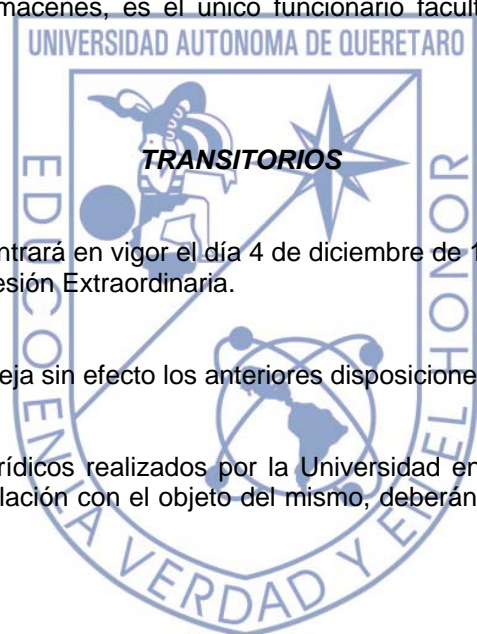 macenes, es el único funcionario facult
UNIVERSIDAD AUTONOMA DE QUERETARO
TRANSITORIOS
ntrará en vigor el día 4 de diciembre de 1
esión Extraordinaria.
eja sin efecto los anteriores disposicione
rídicos realizados por la Universidad en
lación con el objeto del mismo, deberán
EDUCO EN LA VERDAD Y EN EL HONOR